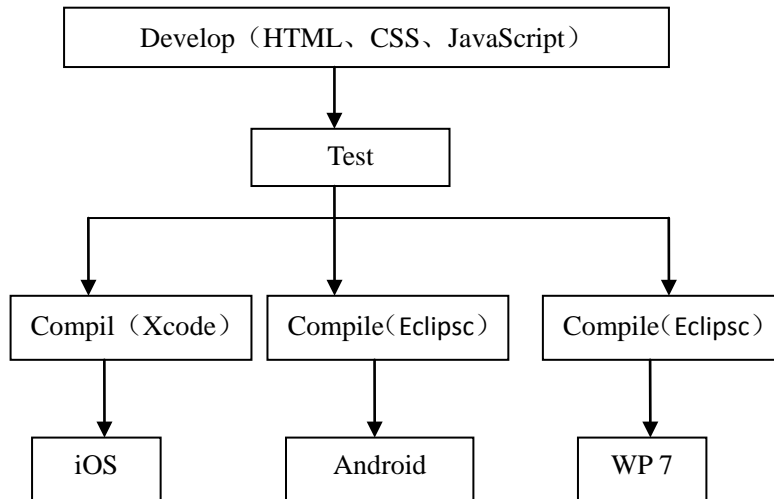 Develop（HTML、CSS、JavaScript）
Test
Compil（Xcode）
Compile（Eclipsc）
Compile（Eclipsc）
iOS
Android
WP 7